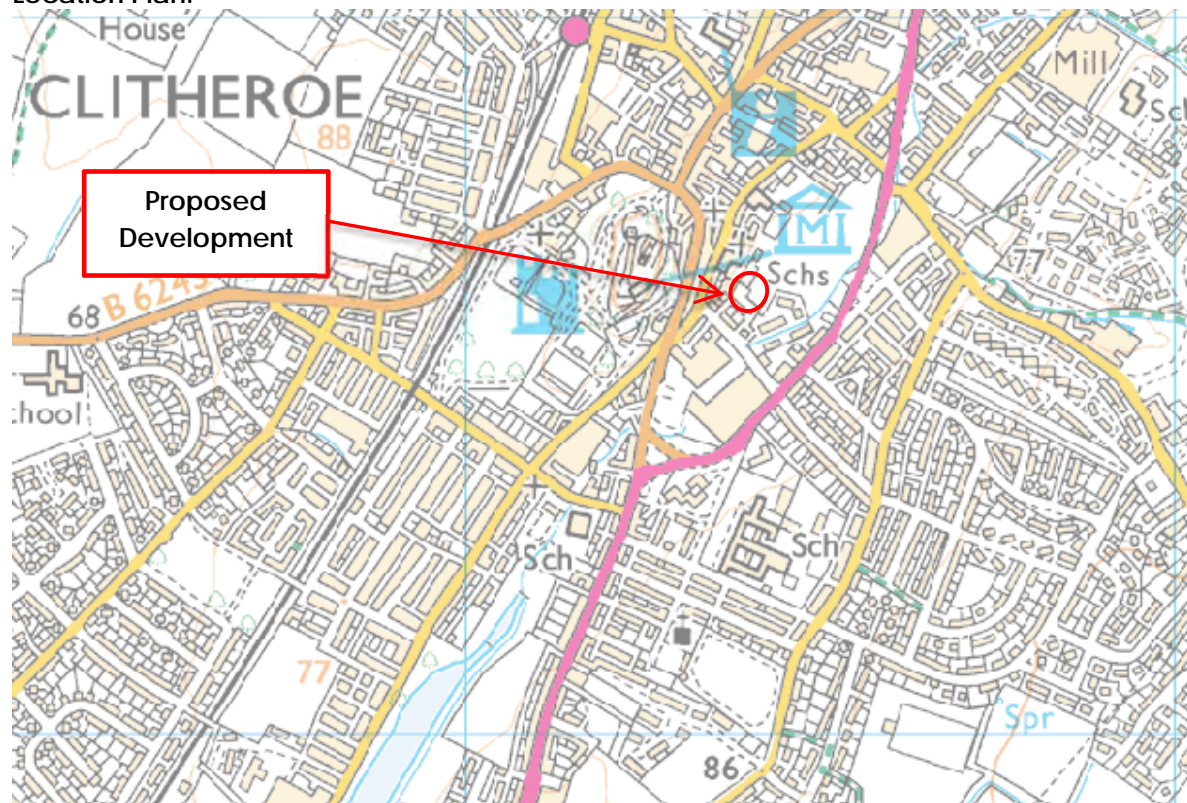 Location Plan:
House
CLITHEROE
Mill
88
Sch
Proposed
Development
M
77
Schs
B 6243
68
chool
Sch
Sch
77
Spr
86